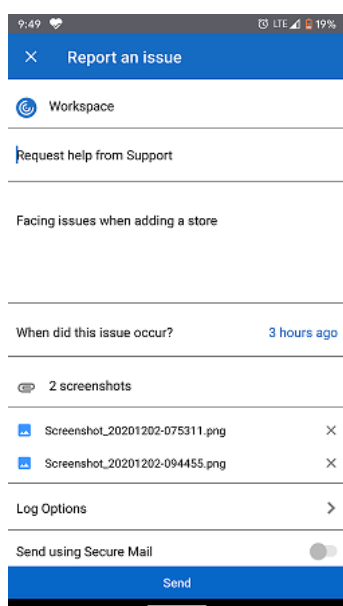 9:49 LTE 19%
Report an issue
Workspace
Request help from Support
Facing issues when adding a store
When did this issue occur? 3 hours ago
2 screenshots
Screenshot_20201202-075311.png
Screenshot_20201202-094455.png
Log Options
Send using Secure Mail
Send